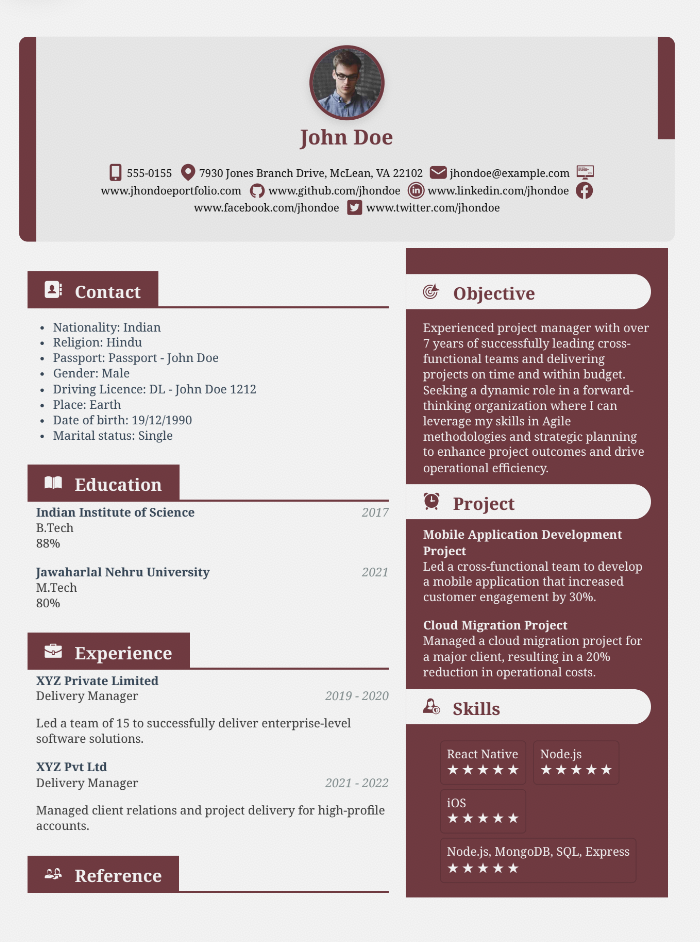 John Doe
555-0155 7930 Jones Branch Drive, McLean, VA 22102 jhondoe@example.com
www.jhondoeportfolio.com www.github.com/jhondoe www.linkedin.com/jhondoe
www.facebook.com/jhondoe www.twitter.com/jhondoe
Contact
• Nationality: Indian
• Religion: Hindu
• Passport: Passport - John Doe
• Gender: Male
• Driving Licence: DL - John Doe 1212
• Place: Earth
• Date of birth: 19/12/1990
• Marital status: Single
Education
Indian Institute of Science 2017
B.Tech
88%
Jawaharlal Nehru University 2021
M.Tech
80%
Experience
XYZ Private Limited
Delivery Manager 2019 - 2020
Led a team of 15 to successfully deliver enterprise-level
software solutions.
XYZ Pvt Ltd
Delivery Manager 2021 - 2022
Managed client relations and project delivery for high-profile
accounts.
Reference
Objective
Experienced project manager with over
7 years of successfully leading cross-
functional teams and delivering
projects on time and within budget.
Seeking a dynamic role in a forward-
thinking organization where I can
leverage my skills in Agile
methodologies and strategic planning
to enhance project outcomes and drive
operational efficiency.
Project
Mobile Application Development
Project
Led a cross-functional team to develop
a mobile application that increased
customer engagement by 30%.
Cloud Migration Project
Managed a cloud migration project for
a major client, resulting in a 20%
reduction in operational costs.
Skills
React Native Node.js
★★★★★ ★★★★★
iOS
★★★★★
Node.js, MongoDB, SQL, Express
★★★★★